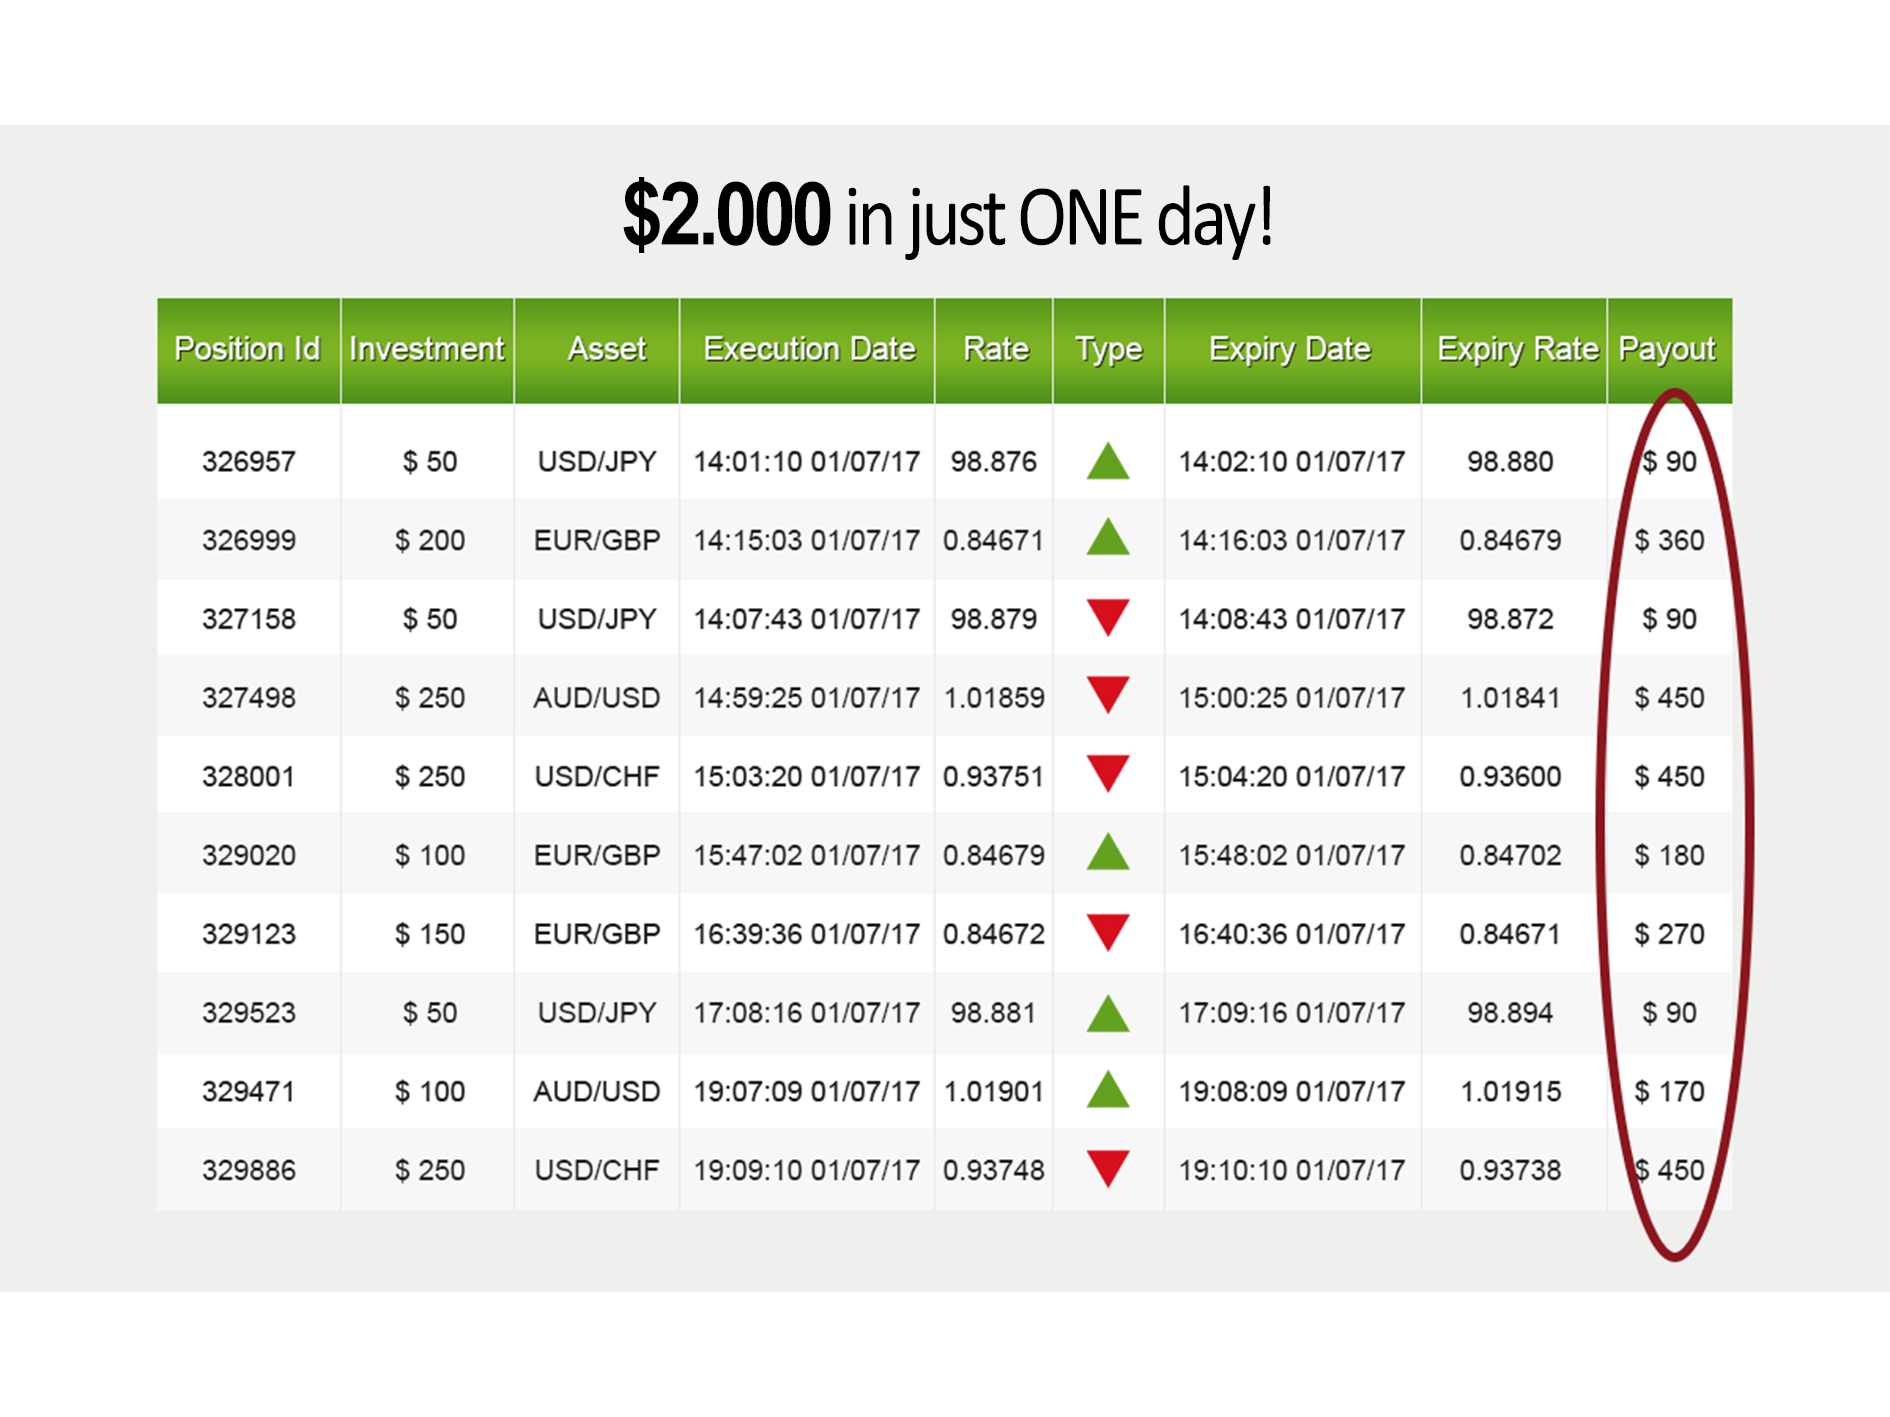 $2.000 in just ONE day!
Position Id Investment Asset Execution Date Rate Type Expiry Date Expiry Rate Payout
326957 $ 50 USD/JPY 14:01:10 01/07/17 98.876 14:02:10 01/07/17 98.880 $ 90
326999 $ 200 EUR/GBP 14:15:03 01/07/17 0.84671 14:16:03 01/07/17 0.84679 $ 360
327158 $ 50 USD/JPY 14:07:43 01/07/17 98.879 14:08:43 01/07/17 98.872 $ 90
327498 $ 250 AUD/USD 14:59:25 01/07/17 1.01859 15:00:25 01/07/17 1.01841 $ 450
328001 $ 250 USD/CHF 15:03:20 01/07/17 0.93751 15:04:20 01/07/17 0.93600 $ 450
329020 $ 100 EUR/GBP 15:47:02 01/07/17 0.84679 15:48:02 01/07/17 0.84702 $ 180
329123 $ 150 EUR/GBP 16:39:36 01/07/17 0.84672 16:40:36 01/07/17 0.84671 $ 270
329523 $ 50 USD/JPY 17:08:16 01/07/17 98.881 17:09:16 01/07/17 98.894 $ 90
329471 $ 100 AUD/USD 19:07:09 01/07/17 1.01901 19:08:09 01/07/17 1.01915 $ 170
329886 $ 250 USD/CHF 19:09:10 01/07/17 0.93748 19:10:10 01/07/17 0.93738 $ 450